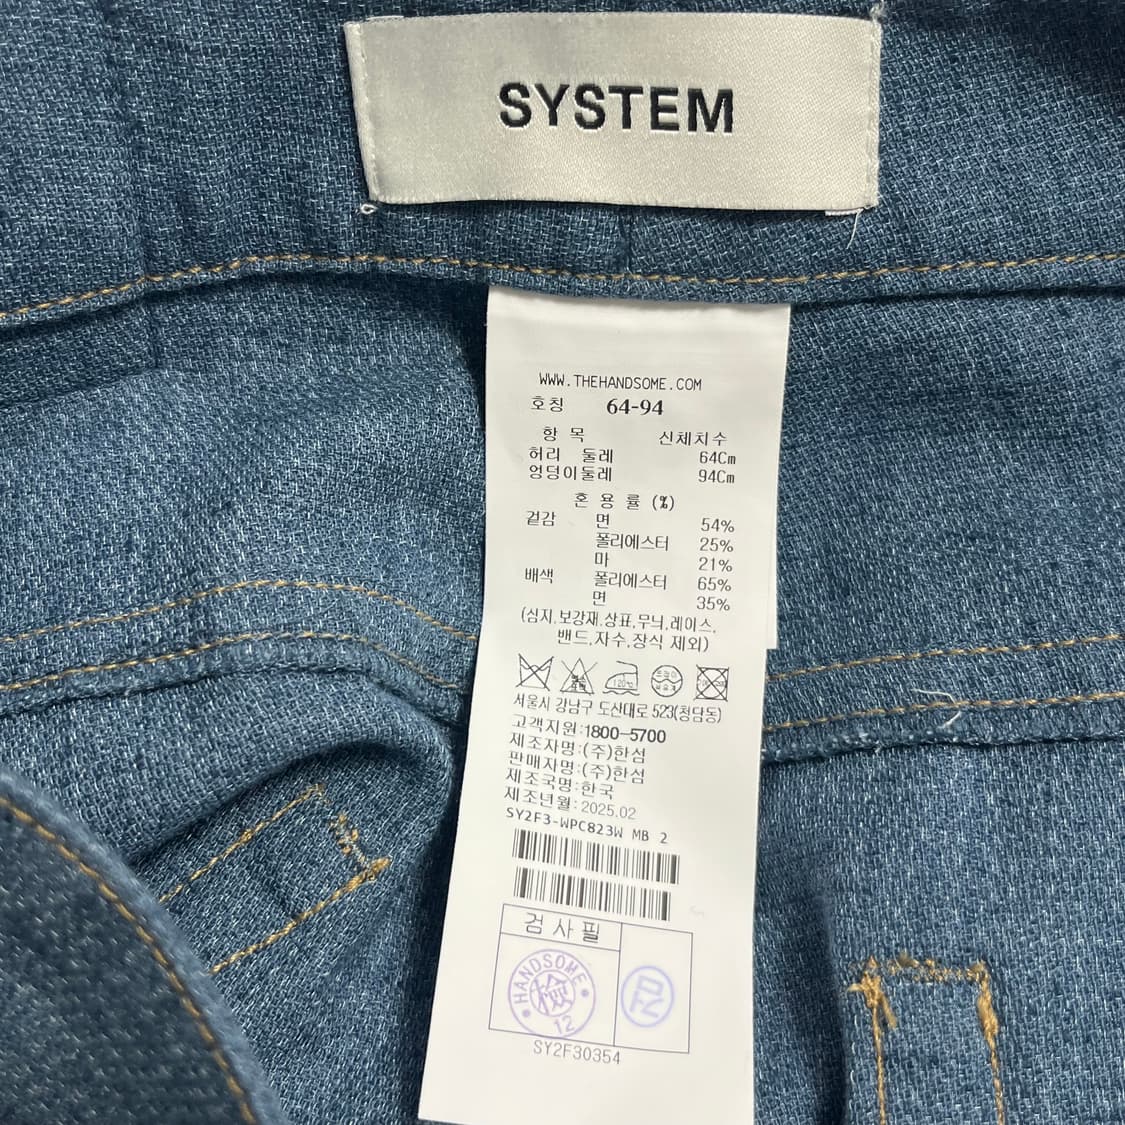 SYSTEM
WWW.THEHANDSOME.COM
호칭 64-94
항 목 신체치수
허리 둘레 64Cm
엉덩이둘레 94Cm
혼 용 률 (%)
겉감 면 54%
폴리에스터 25%
마 21%
배색 폴리에스터 65%
면 35%
(심지,보강재,상표,무늬,레이스,
밴드,자수,장식 제외)
120℃
서울시 강남구 도산대로 523(청담동)
고객지원:1800-5700
제조자명:(주)한섬
판매자명:(주)한섬
제조국명:한국
제조년월:2025.02
SY2F3-WPC823W MB 2
검 사 필
HANDSOME
檢
12
SY2F30354